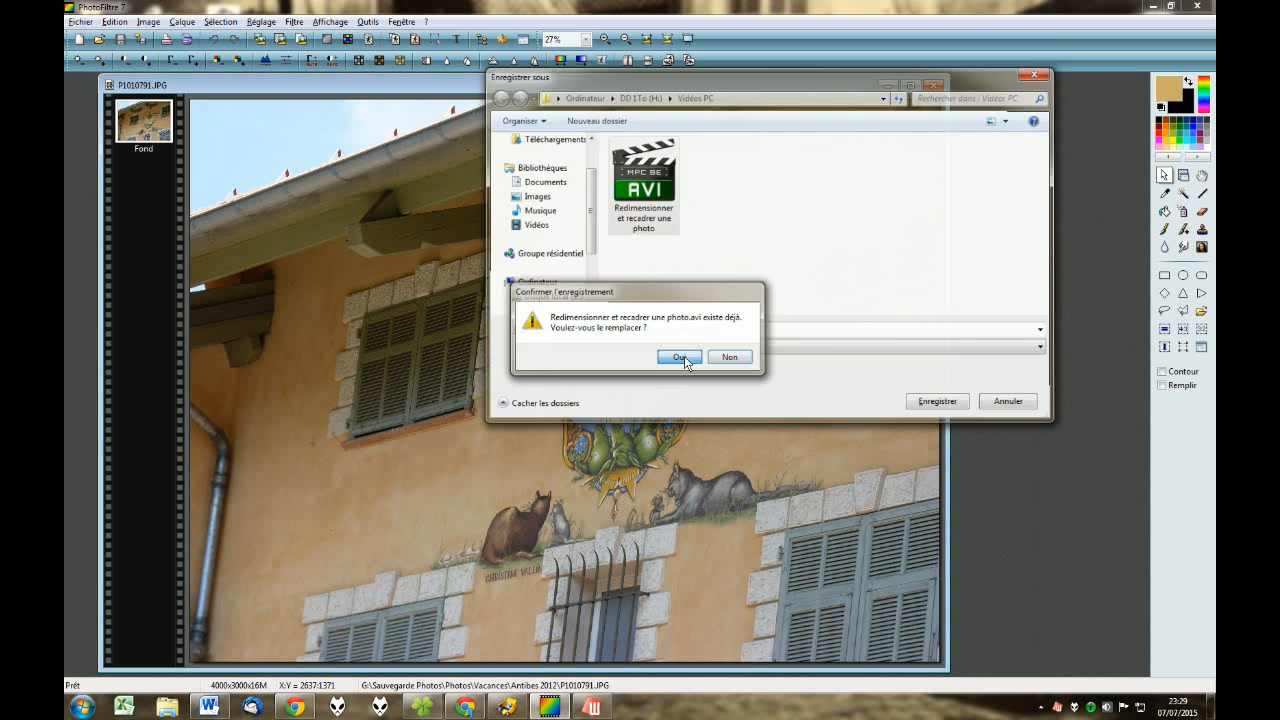 PhotoFiltre 7
Fichier Edition Image Calque Sélection Réglage Filtre Affichage Outils Fenêtre ?
27%
P1010791.JPG
Fond
Enregistrer sous
Ordinateur DD 1To (H:) Vidéos PC
Rechercher dans : Vidéos PC
Organiser Nouveau dossier
Téléchargements
Bibliothèques
Documents
Images
Musique
Vidéos
Groupe résidentiel
Ordinateur
MPC BE
AVI
Redimensionner
et recadrer une
photo
Confirmer l'enregistrement
Redimensionner et recadrer une photo.avi existe déjà.
Voulez-vous le remplacer ?
Oui Non
Cacher les dossiers
Enregistrer Annuler
Contour
Remplir
Prêt 4000x3000x16M X:Y = 2637:1371 G:\Sauvegarde Photos\Photos\Vacances\Antibes 2012\P1010791.JPG
23:29
07/07/2015